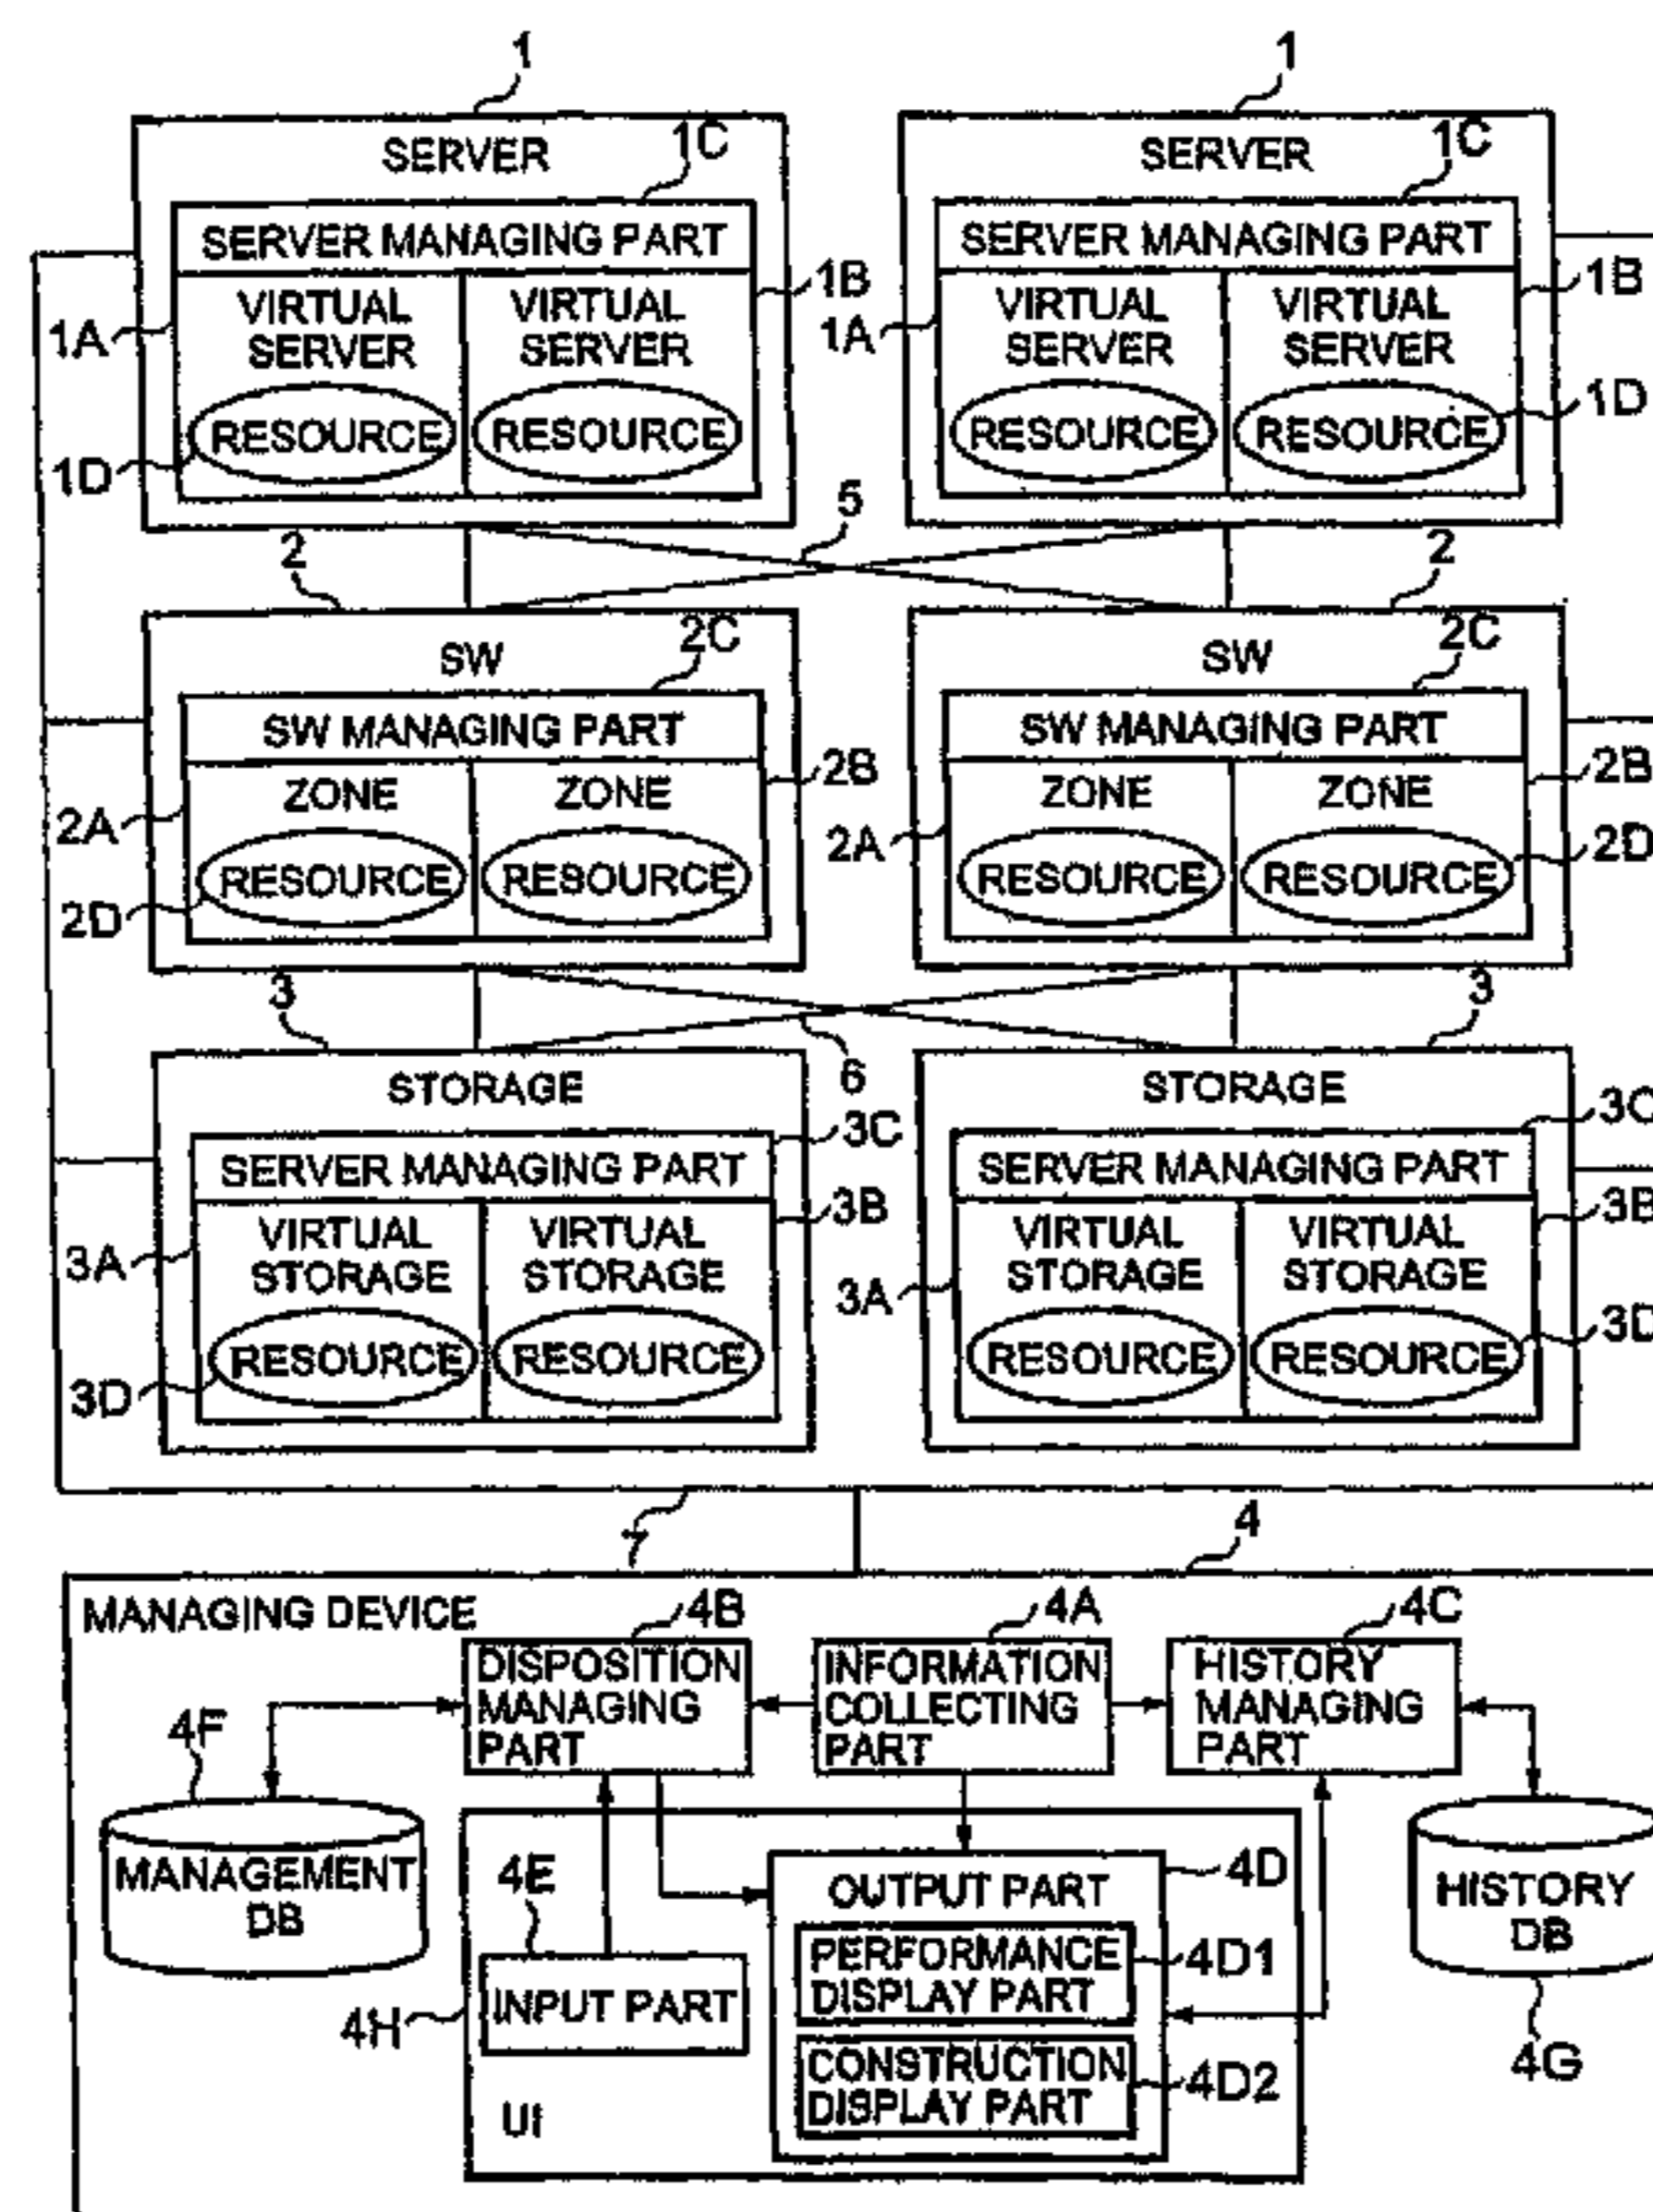 1 1
SERVER 1C SERVER 1C
SERVER MANAGING PART SERVER MANAGING PART
1A VIRTUAL SERVER VIRTUAL SERVER 1B 1A VIRTUAL SERVER VIRTUAL SERVER 1B
1D RESOURCE RESOURCE RESOURCE RESOURCE 1D
5
2 2
SW 2C SW 2C
SW MANAGING PART SW MANAGING PART
2A ZONE ZONE 2B 2A ZONE ZONE 2B
2D RESOURCE RESOURCE RESOURCE RESOURCE 2D
3 3
6
STORAGE 3C STORAGE 3C
SERVER MANAGING PART SERVER MANAGING PART
3A VIRTUAL STORAGE VIRTUAL STORAGE 3B 3A VIRTUAL STORAGE VIRTUAL STORAGE 3B
3D RESOURCE RESOURCE RESOURCE RESOURCE 3D
7 4
MANAGING DEVICE 4B 4A 4C
DISPOSITION INFORMATION HISTORY
MANAGING COLLECTING MANAGING
PART PART PART
4F
MANAGEMENT
DB
4E
INPUT PART
4H
UI
OUTPUT PART 4D
PERFORMANCE
DISPLAY PART 4D1
CONSTRUCTION
DISPLAY PART 4D2
HISTORY
DB
4G